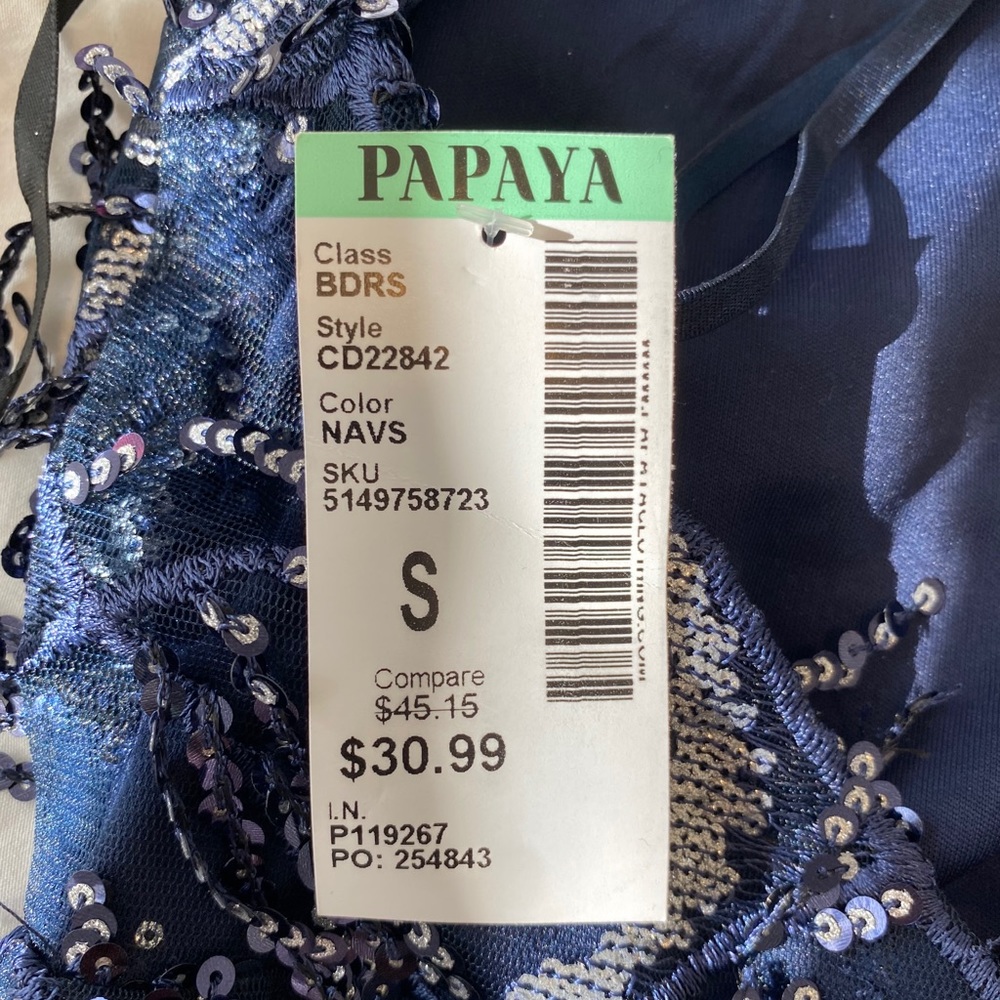 PAPAYA
Class
BDRS
Style
CD22842
Color
NAVS
SKU
5149758723
S
Compare
$45.15
$30.99
I.N.
P119267
PO: 254843